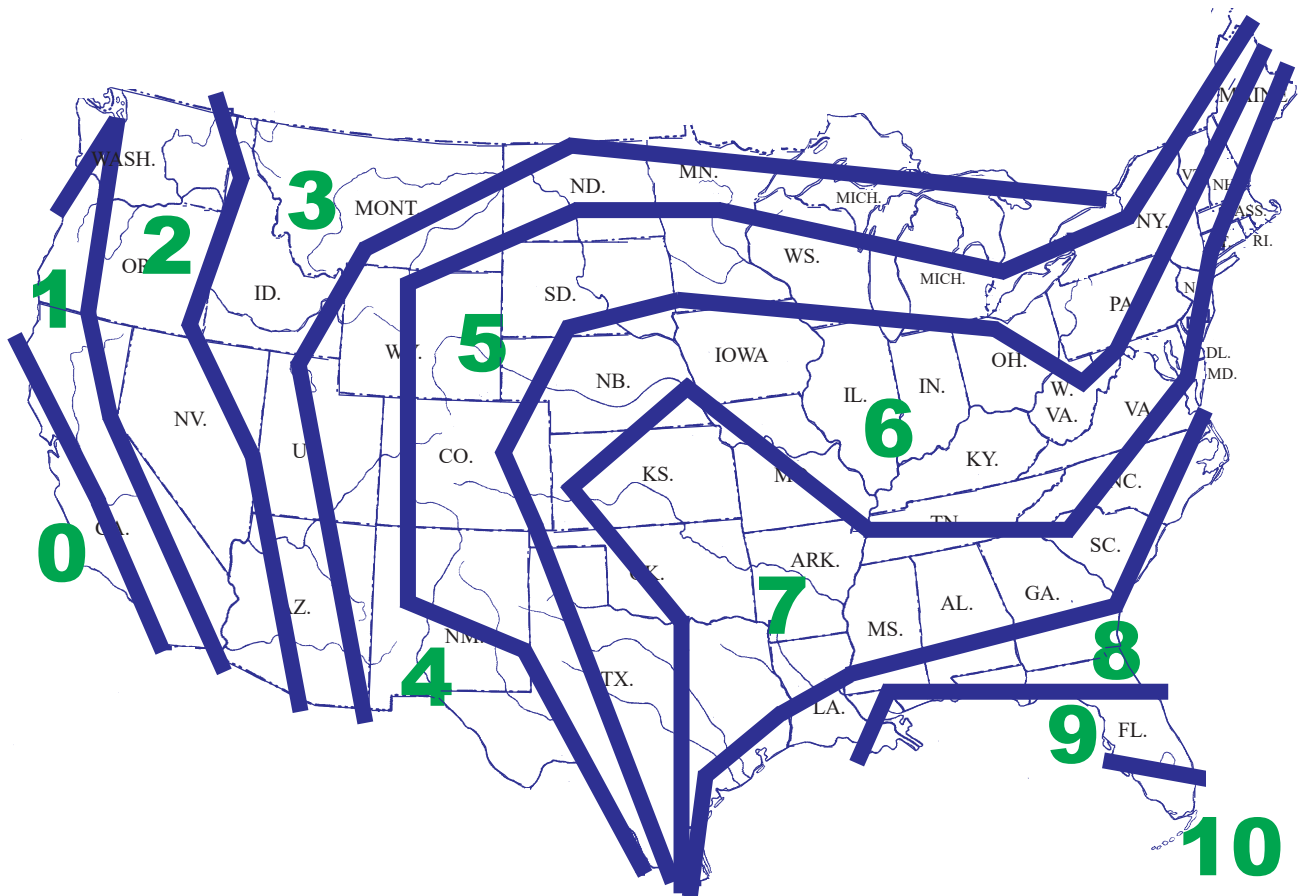 MAINE
WASH.
MN.
ND.
VT.
NH.
3
MONT.
MICH.
2
NY.
MASS.
RI.
WS.
OR.
MICH.
ID.
1
SD.
PA.
5
WY.
IOWA
OH.
DL.
NB.
MD.
IL.
IN.
W.
VA.
VA.
NV.
6
CO.
KY.
KS.
NC.
CA.
TN.
0
SC.
ARK.
OK.
7
GA.
AL.
AZ.
MS.
NM.
8
4
TX.
LA.
9
FL.
10